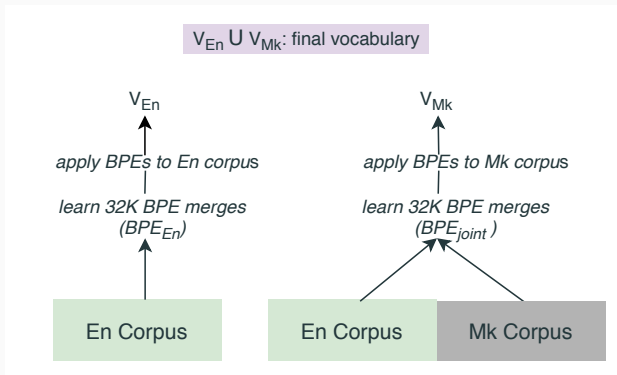 V_En U V_Mk: final vocabulary
V_En
V_Mk
apply BPEs to En corpus
apply BPEs to Mk corpus
learn 32K BPE merges
(BPE_En)
learn 32K BPE merges
(BPE_joint )
En Corpus
En Corpus
Mk Corpus